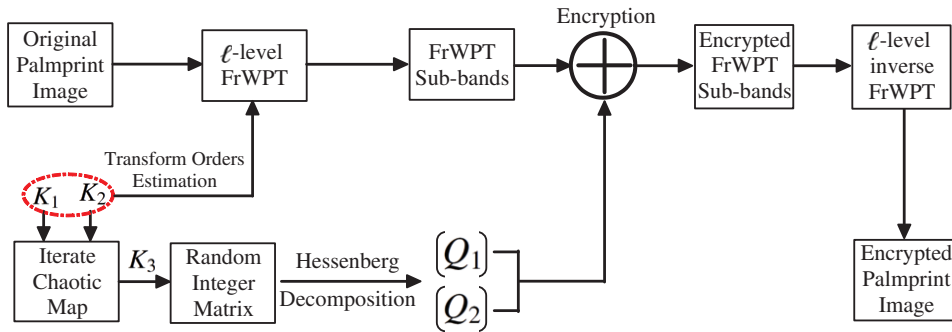 Encryption
Original
Palmprint
Image
ℓ-level
FrWPT
FrWPT
Sub-bands
Encrypted
FrWPT
Sub-bands
ℓ-level
inverse
FrWPT
Transform Orders
Estimation
K₁
K₂
Iterate
Chaotic
Map
K₃
Random
Integer
Matrix
Hessenberg
Decomposition
(Q₁)
(Q₂)
Encrypted
Palmprint
Image